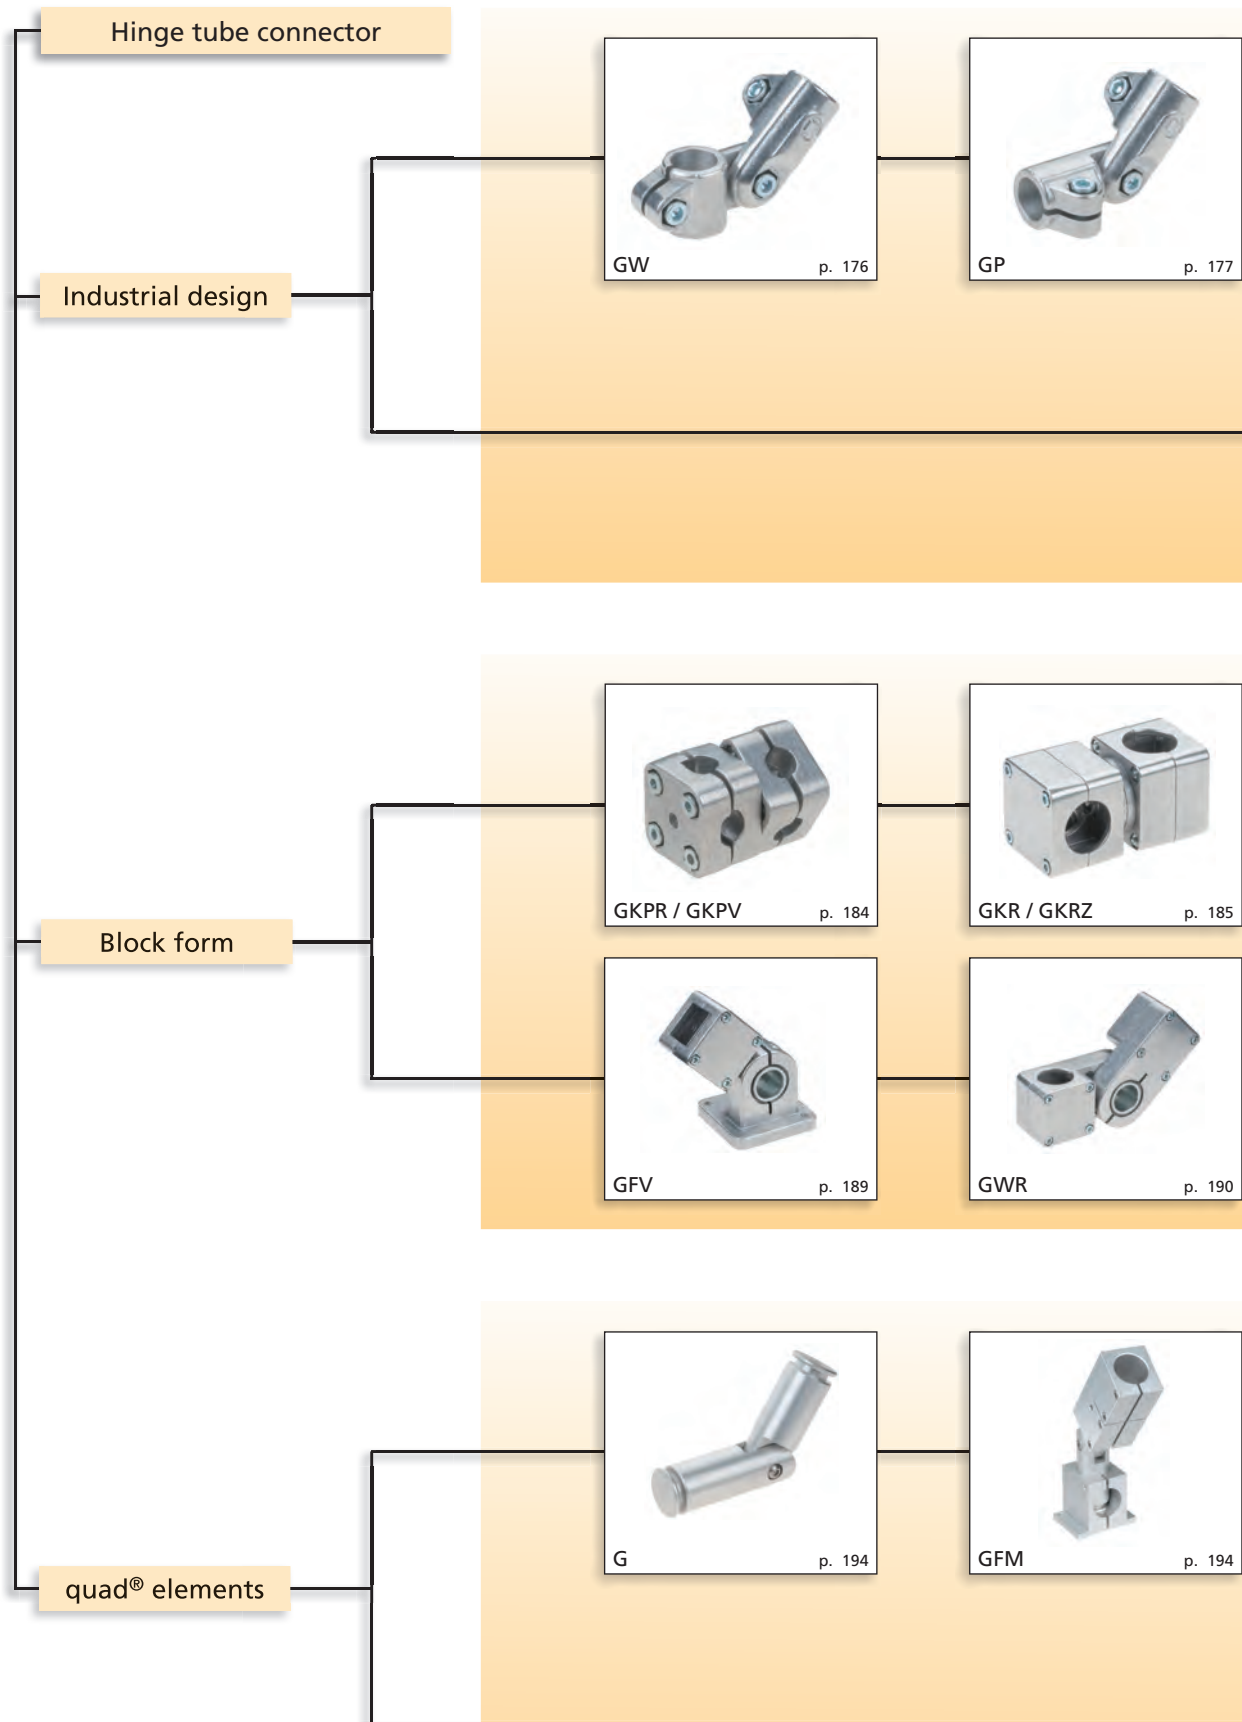 Hinge tube connector
GW p. 176
GP p. 177
Industrial design
GKPR / GKPV p. 184
GKR / GKRZ p. 185
Block form
GFV p. 189
GWR p. 190
G p. 194
GFM p. 194
quad® elements